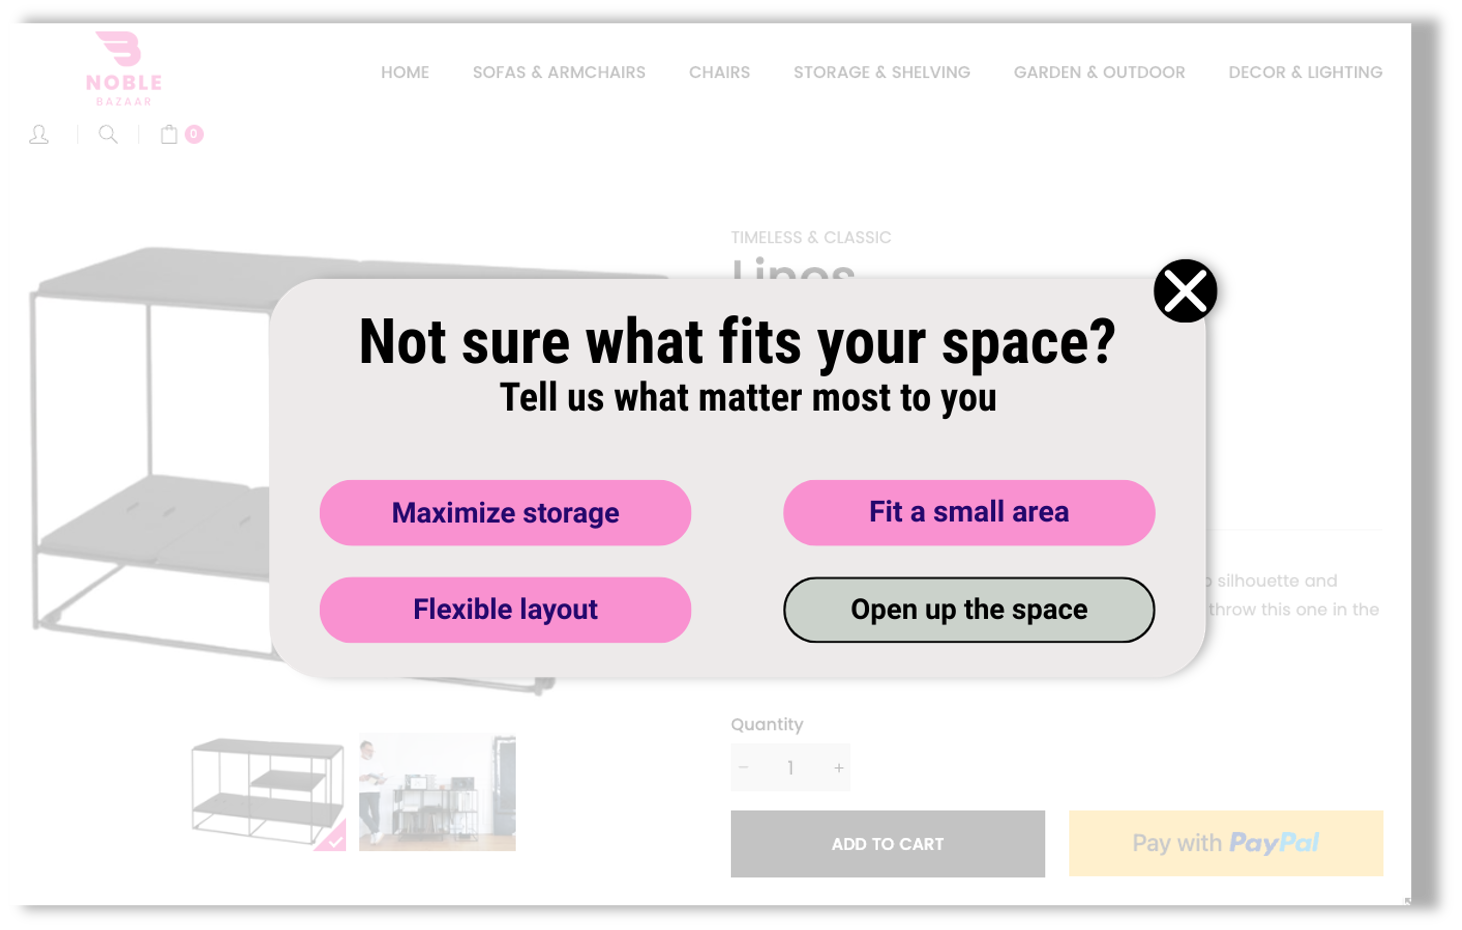 NOBLE
BAZAAR
HOME SOFAS & ARMCHAIRS CHAIRS STORAGE & SHELVING GARDEN & OUTDOOR DECOR & LIGHTING
0
TIMELESS & CLASSIC
Linos
Not sure what fits your space?
Tell us what matter most to you
Maximize storage
Fit a small area
Flexible layout
Open up the space
silhouette and
throw this one in the
Quantity
− 1 +
ADD TO CART
Pay with PayPal